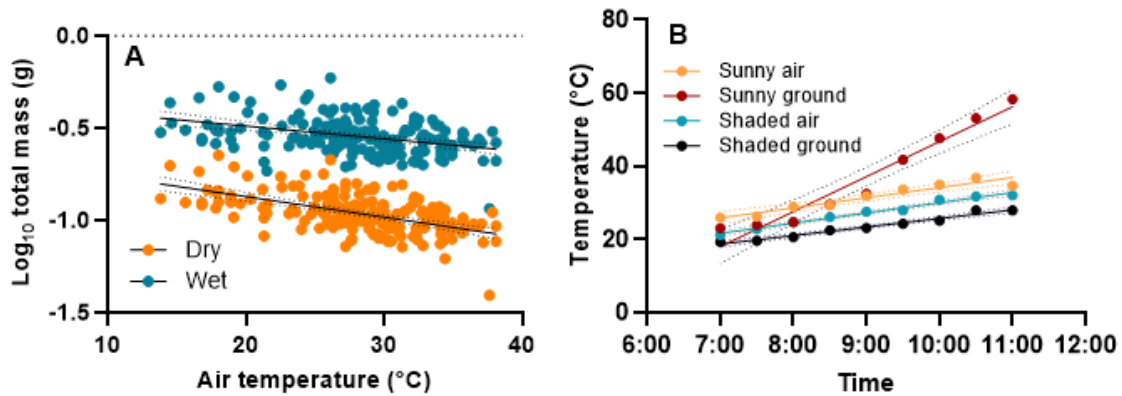 A
Log10 total mass (g)
0.0
-0.5
-1.0
-1.5
Dry
Wet
10 20 30 40
Air temperature (°C)
B
Temperature (°C)
80
60
40
20
0
Sunny air
Sunny ground
Shaded air
Shaded ground
6:00 7:00 8:00 9:00 10:00 11:00 12:00
Time